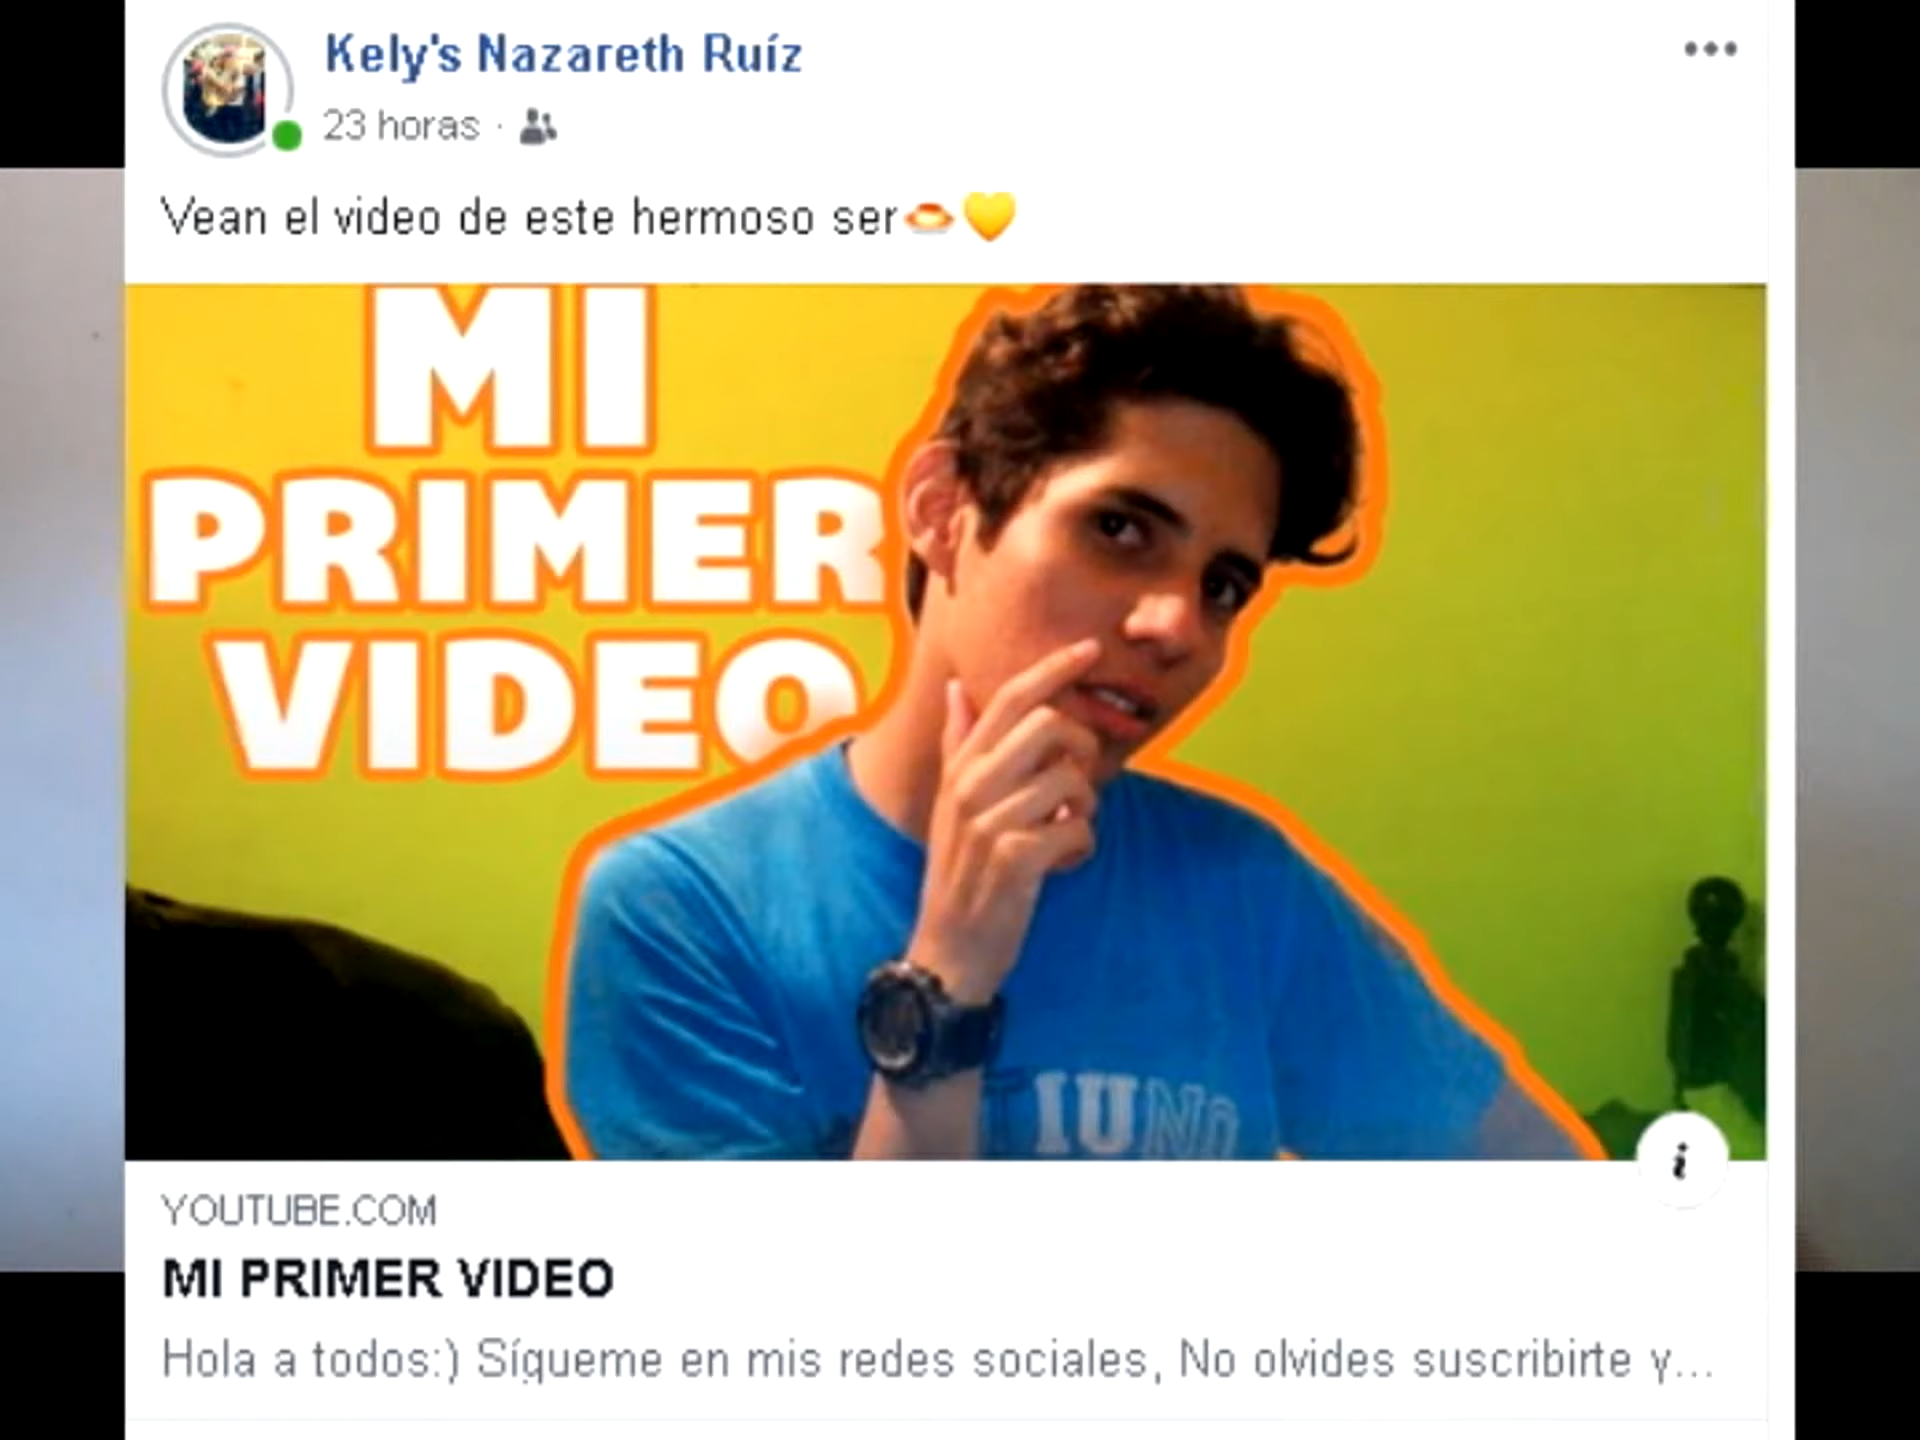 Kely's Nazareth Ruíz
23 horas ·
Vean el video de este hermoso ser🍮💛
MI
PRIMER
VIDEO
IUNO
YOUTUBE.COM
MI PRIMER VIDEO
Hola a todos:) Sígueme en mis redes sociales, No olvides suscribirte y...